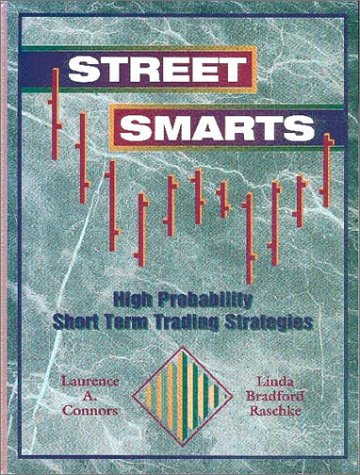 STREET
SMARTS
High Probability
Short Term Trading Strategies
Laurence
A.
Connors
Linda
Bradford
Raschke